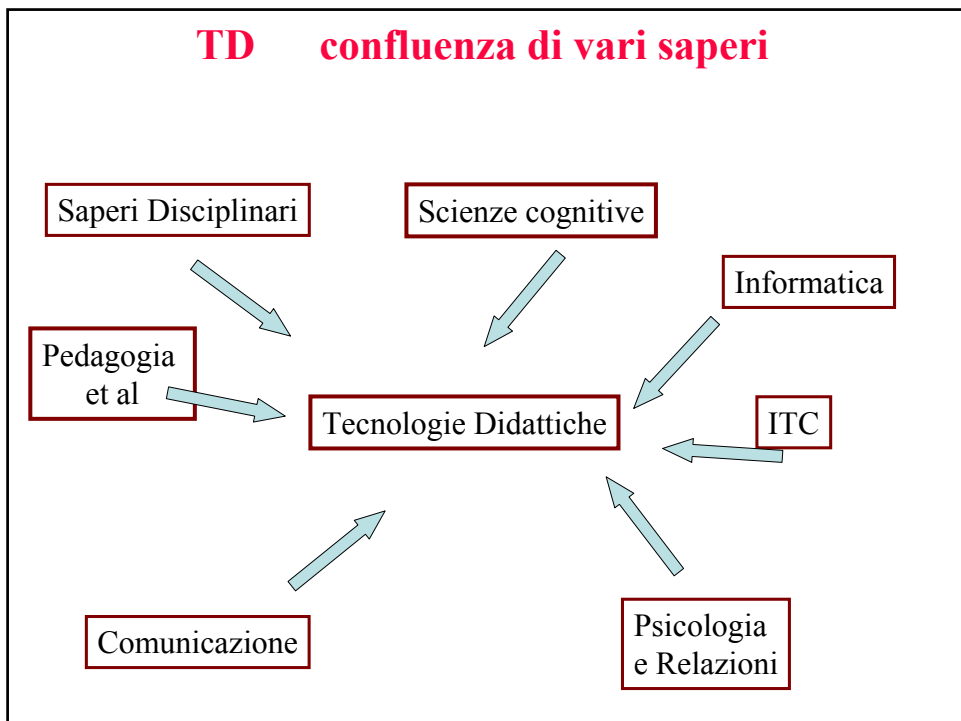 TD confluenza di vari saperi
Saperi Disciplinari
Scienze cognitive
Informatica
Pedagogia
et al
Tecnologie Didattiche
ITC
Comunicazione
Psicologia
e Relazioni